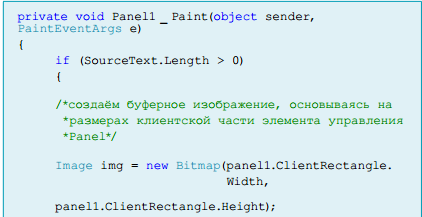 private void Panel1 _ Paint(object sender,
PaintEventArgs e)
{
if (SourceText.Length > 0)
{
/*создаём буферное изображение, основываясь на
*размерах клиентской части элемента управления
*Panel*/
Image img = new Bitmap(panel1.ClientRectangle.
Width,
panel1.ClientRectangle.Height);